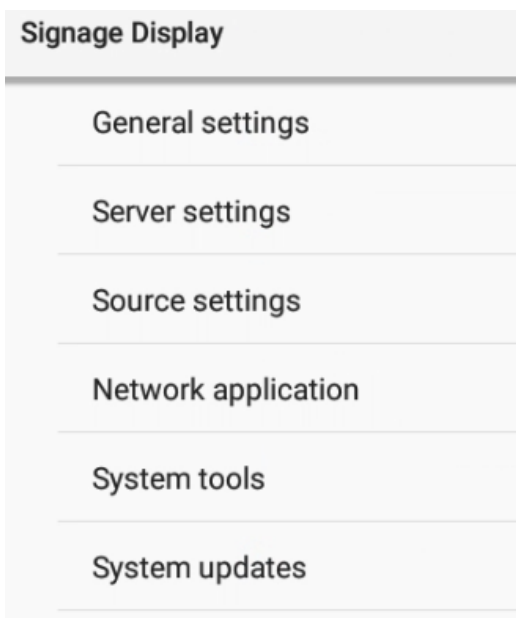 Signage Display
General settings
Server settings
Source settings
Network application
System tools
System updates